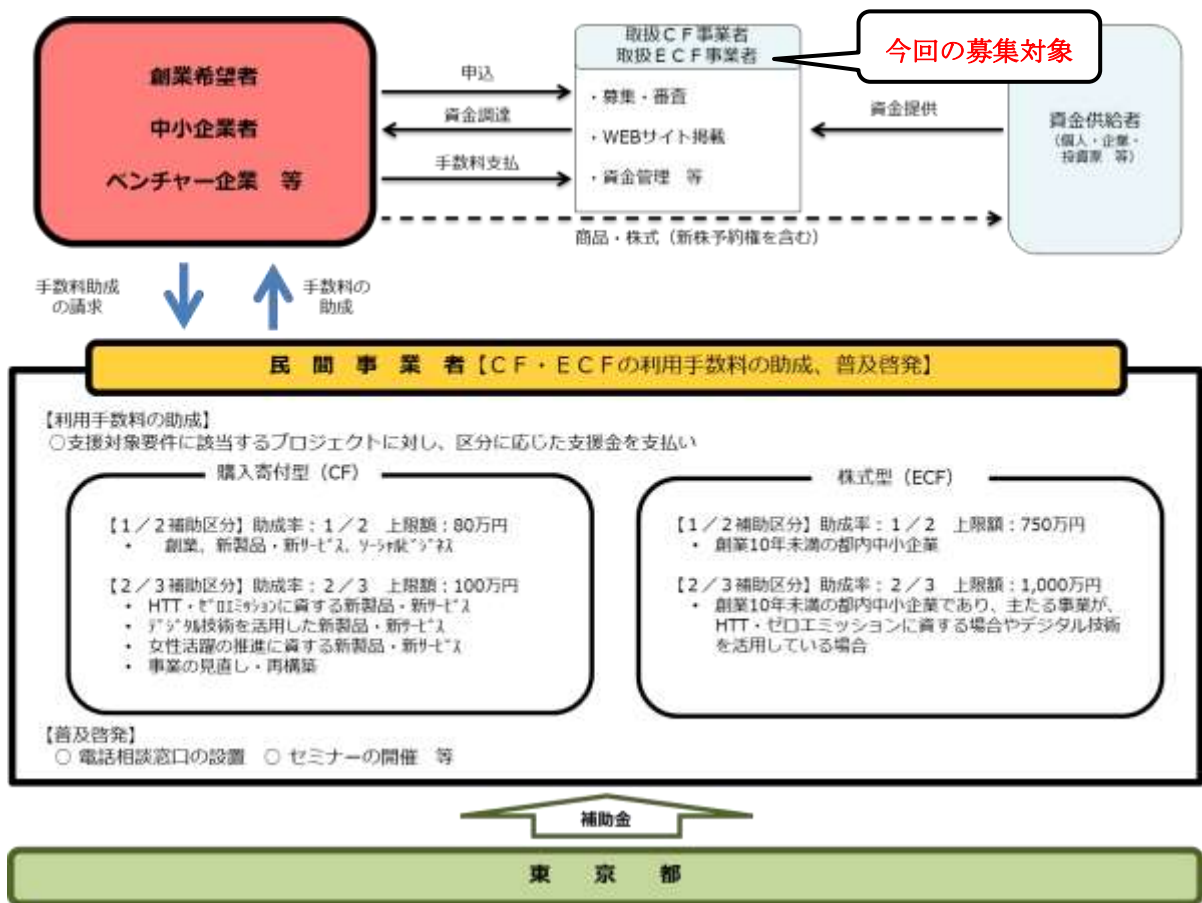 創業希望者
中小企業者
ベンチャー企業 等
申込
資金調達
手数料支払
取扱CF事業者
取扱ECF事業者
・募集・審査
・WEBサイト掲載
・資金管理 等
今回の募集対象
資金提供
資金供給者
(個人・企業・
投資家 等)
商品・株式(新株予約権を含む)
手数料助成
の請求
手数料の
助成
民間事業者【CF・ECFの利用手数料の助成、普及啓発】
【利用手数料の助成】
○支援対象要件に該当するプロジェクトに対し、区分に応じた支援金を支払い
購入寄付型(CF)
【1/2補助区分】助成率:1/2 上限額:80万円
・ 創業、新製品・新ｻｰﾋﾞｽ、ｿｰｼｬﾙﾋﾞｼﾞﾈｽ
【2/3補助区分】助成率:2/3 上限額:100万円
・ HTT・ｾﾞﾛｴﾐｯｼｮﾝに資する新製品・新ｻｰﾋﾞｽ
・ ﾃﾞｼﾞﾀﾙ技術を活用した新製品・新ｻｰﾋﾞｽ
・ 女性活躍の推進に資する新製品・新ｻｰﾋﾞｽ
・ 事業の見直し・再構築
株式型(ECF)
【1/2補助区分】助成率:1/2 上限額:750万円
・ 創業10年未満の都内中小企業
【2/3補助区分】助成率:2/3 上限額:1,000万円
・ 創業10年未満の都内中小企業であり、主たる事業が、
HTT・ゼロエミッションに資する場合やデジタル技術
を活用している場合
【普及啓発】
○ 電話相談窓口の設置 ○ セミナーの開催 等
補助金
東京都